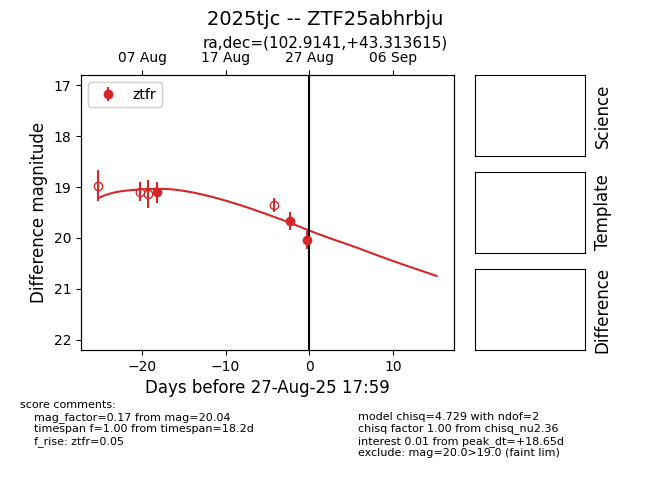 2025tjc -- ZTF25abhrbju
ra,dec=(102.9141,+43.313615)
07 Aug 17 Aug 27 Aug 06 Sep
ztfr
17
18
19
20
21
22
Difference magnitude
−20 −10 0 10
Days before 27-Aug-25 17:59
Science
Template
Difference
score comments:
mag_factor=0.17 from mag=20.04
timespan f=1.00 from timespan=18.2d
f_rise: ztfr=0.05
model chisq=4.729 with ndof=2
chisq factor 1.00 from chisq_nu2.36
interest 0.01 from peak_dt=+18.65d
exclude: mag=20.0>19.0 (faint lim)